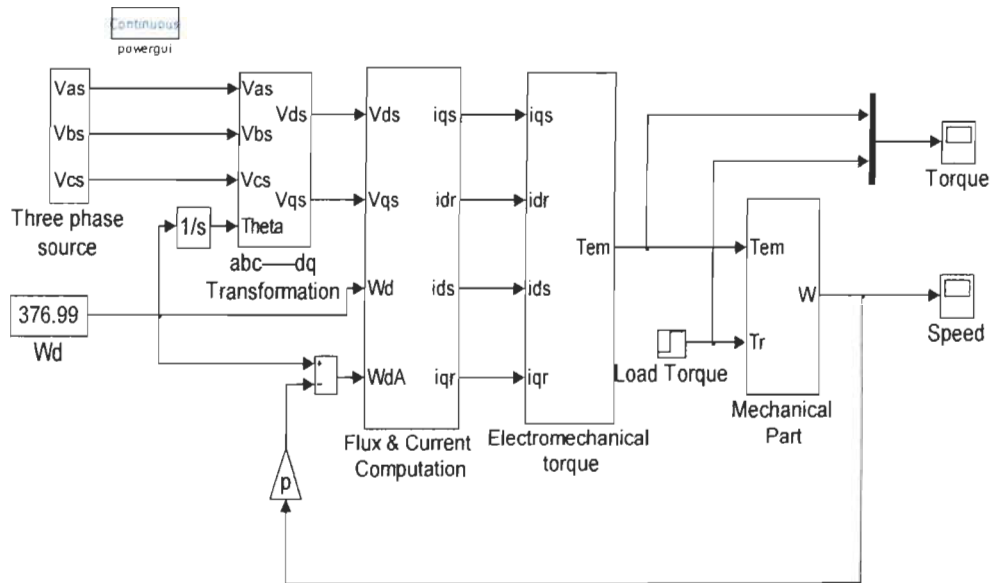 Continuous
powergui
Vas
Vbs
Vcs
Three phase
source
1/s
Vas
Vbs
Vcs
Theta
Vds
Vqs
abc——dq
Transformation
376.99
Wd
+
-
p
Vds
Vqs
Wd
WdA
iqs
idr
ids
iqr
Flux & Current
Computation
iqs
idr
ids
iqr
Tem
Electromechanical
torque
Load Torque
Tem
Tr
W
Mechanical
Part
Torque
Speed